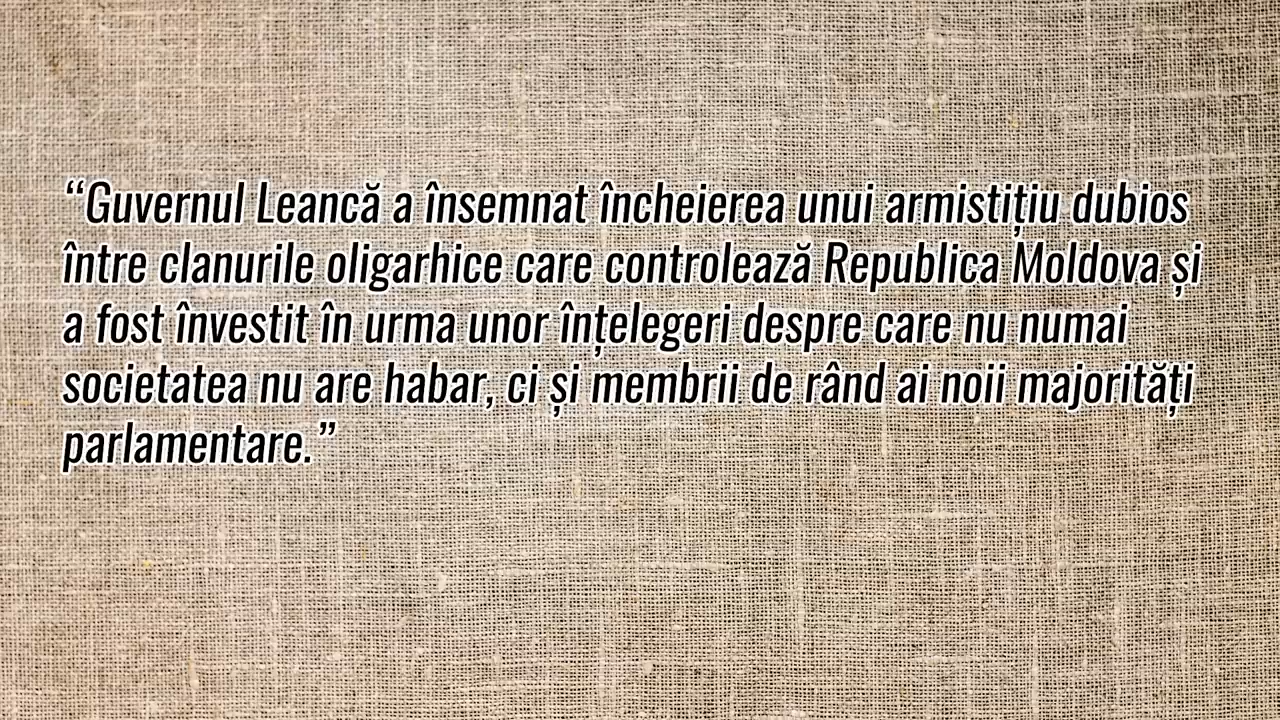 “Guvernul Leancă a însemnat încheierea unui armistițiu dubios
între clanurile oligarhice care controlează Republica Moldova și
a fost învestit în urma unor înțelegeri despre care nu numai
societatea nu are habar, ci și membrii de rând ai noii majorități
parlamentare.”